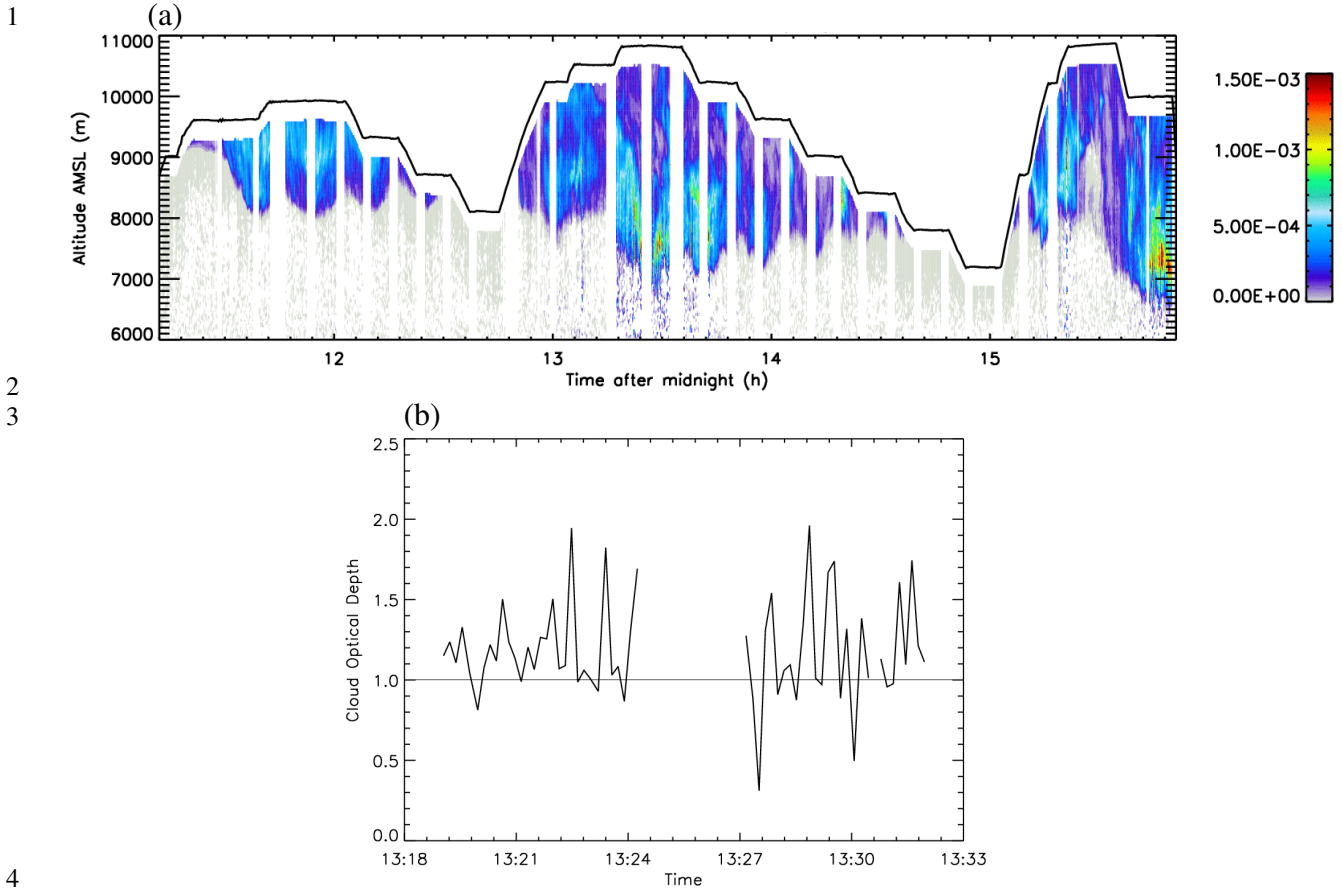 1
(a)
11000
10000
9000
8000
7000
6000
Altitude AMSL (m)
12
13
14
15
Time after midnight (h)
1.50E-03
1.00E-03
5.00E-04
0.00E+00
2
3
(b)
2.5
2.0
1.5
1.0
0.5
0.0
Cloud Optical Depth
13:18
13:21
13:24
13:27
13:30
13:33
Time
4